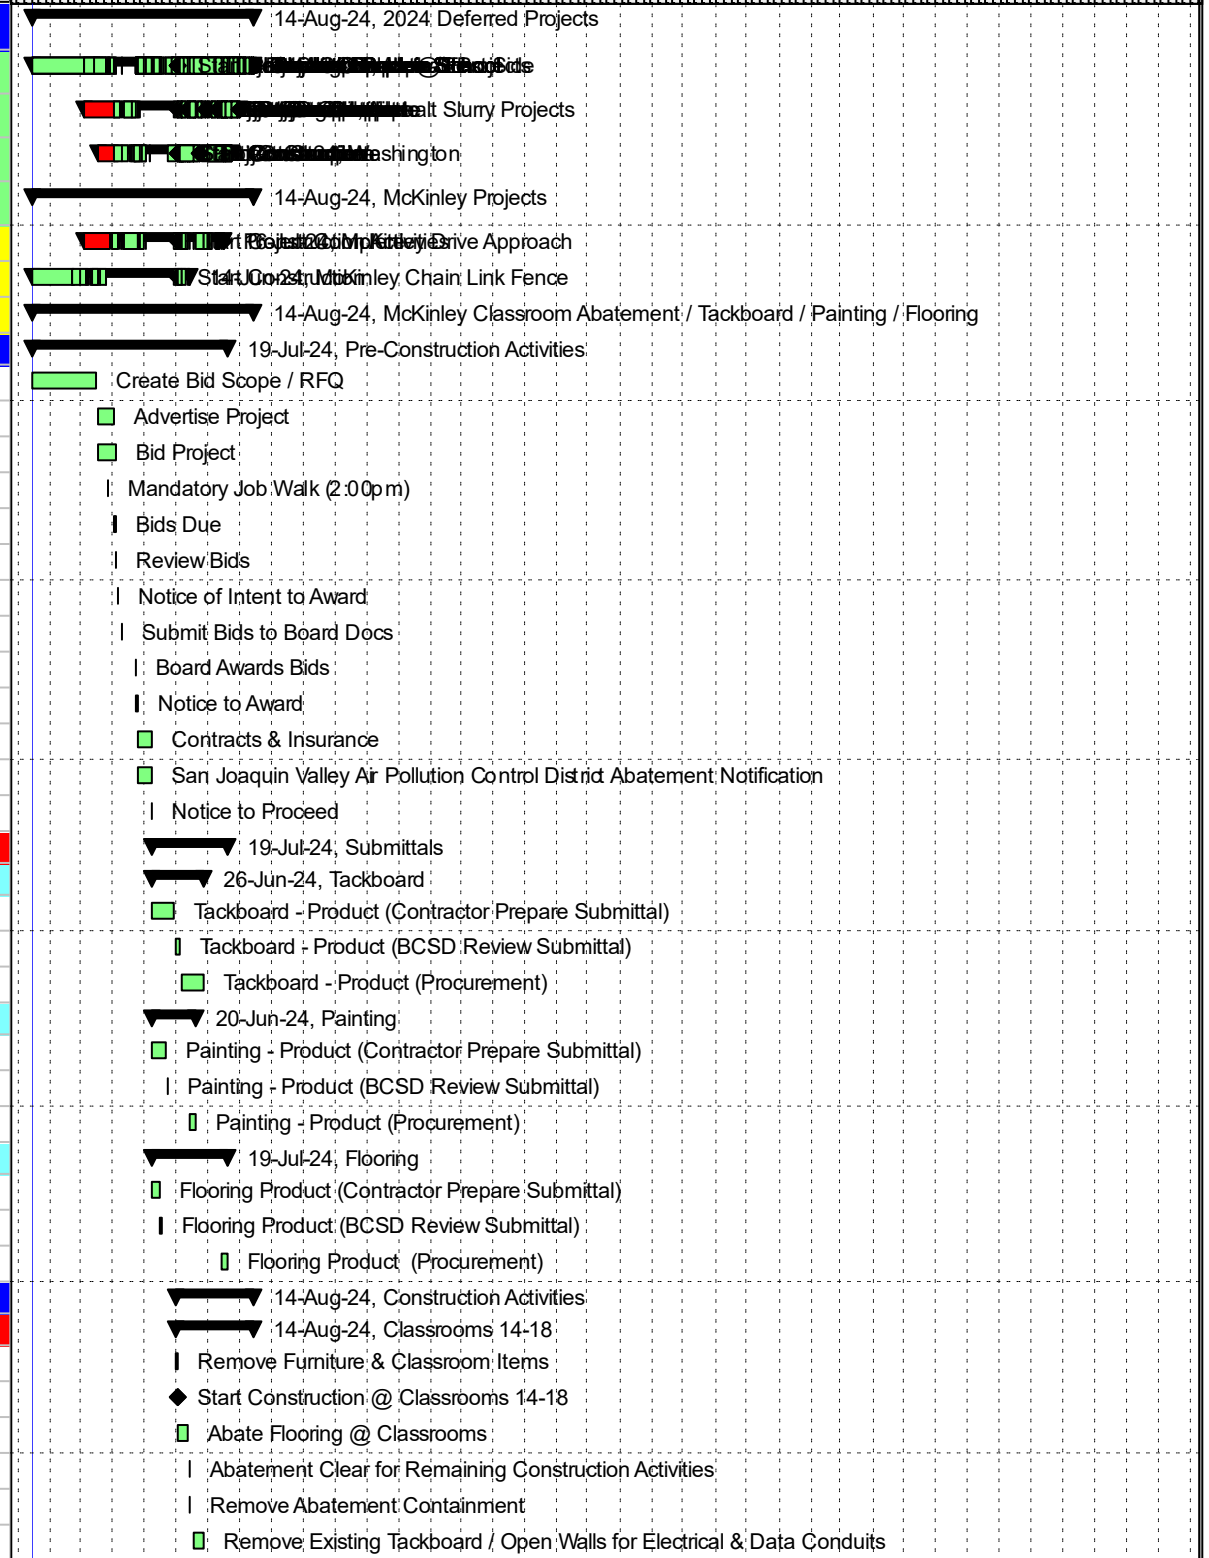 14-Aug-24, 2024 Deferred Projects
Slurry Projects
14-Aug-24, McKinley Projects
McKinley Drive Approach
Start Construction McKinley Chain Link Fence
14-Aug-24, McKinley Classroom Abatement / Tackboard / Painting / Flooring
19-Jul-24, Pre-Construction Activities
Create Bid Scope / RFQ
Advertise Project
Bid Project
Mandatory Job Walk (2:00pm)
Bids Due
Review Bids
Notice of Intent to Award
Submit Bids to Board Docs
Board Awards Bids
Notice to Award
Contracts & Insurance
San Joaquin Valley Air Pollution Control District Abatement Notification
Notice to Proceed
19-Jul-24, Submittals
26-Jun-24, Tackboard
Tackboard - Product (Contractor Prepare Submittal)
Tackboard - Product (BCSD Review Submittal)
Tackboard - Product (Procurement)
20-Jun-24, Painting
Painting - Product (Contractor Prepare Submittal)
Painting - Product (BCSD Review Submittal)
Painting - Product (Procurement)
19-Jul-24, Flooring
Flooring Product (Contractor Prepare Submittal)
Flooring Product (BCSD Review Submittal)
Flooring Product (Procurement)
14-Aug-24, Construction Activities
14-Aug-24, Classrooms 14-18
Remove Furniture & Classroom Items
Start Construction @ Classrooms 14-18
Abate Flooring @ Classrooms
Abatement Clear for Remaining Construction Activities
Remove Abatement Containment
Remove Existing Tackboard / Open Walls for Electrical & Data Conduits